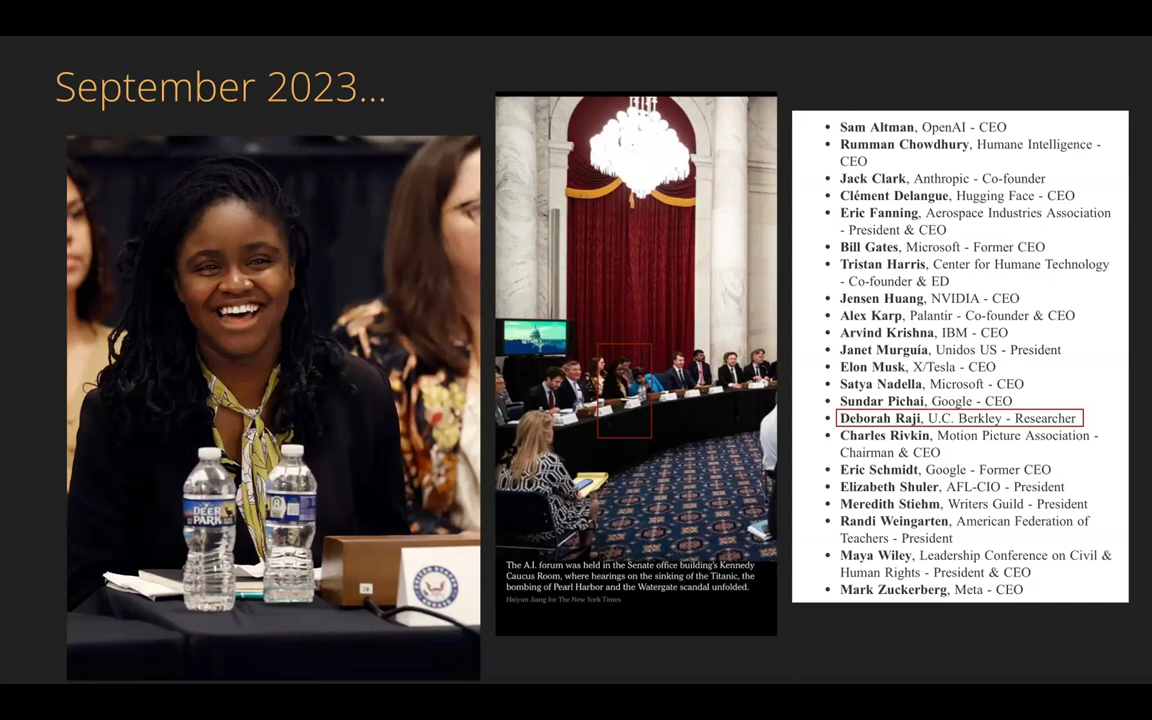 September 2023...
DEER
PARK
The A.I. forum was held in the Senate office building's Kennedy
Caucus Room, where hearings on the sinking of the Titanic, the
bombing of Pearl Harbor and the Watergate scandal unfolded.
Haiyun Jiang for The New York Times
• Sam Altman, OpenAI - CEO
• Rumman Chowdhury, Humane Intelligence -
CEO
• Jack Clark, Anthropic - Co-founder
• Clément Delangue, Hugging Face - CEO
• Eric Fanning, Aerospace Industries Association
- President & CEO
• Bill Gates, Microsoft - Former CEO
• Tristan Harris, Center for Humane Technology
- Co-founder & ED
• Jensen Huang, NVIDIA - CEO
• Alex Karp, Palantir - Co-founder & CEO
• Arvind Krishna, IBM - CEO
• Janet Murguía, Unidos US - President
• Elon Musk, X/Tesla - CEO
• Satya Nadella, Microsoft - CEO
• Sundar Pichai, Google - CEO
• Deborah Raji, U.C. Berkley - Researcher
• Charles Rivkin, Motion Picture Association -
Chairman & CEO
• Eric Schmidt, Google - Former CEO
• Elizabeth Shuler, AFL-CIO - President
• Meredith Stiehm, Writers Guild - President
• Randi Weingarten, American Federation of
Teachers - President
• Maya Wiley, Leadership Conference on Civil &
Human Rights - President & CEO
• Mark Zuckerberg, Meta - CEO